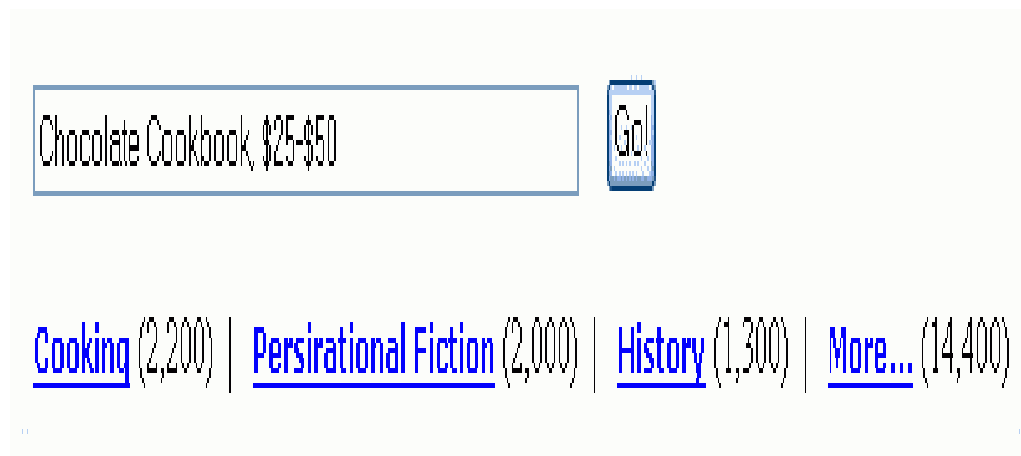 Chocolate Cookbook, $25-$50 Go!
Cooking (2,200) | Persirational Fiction (2,000) | History (1,300) | More... (14,400)